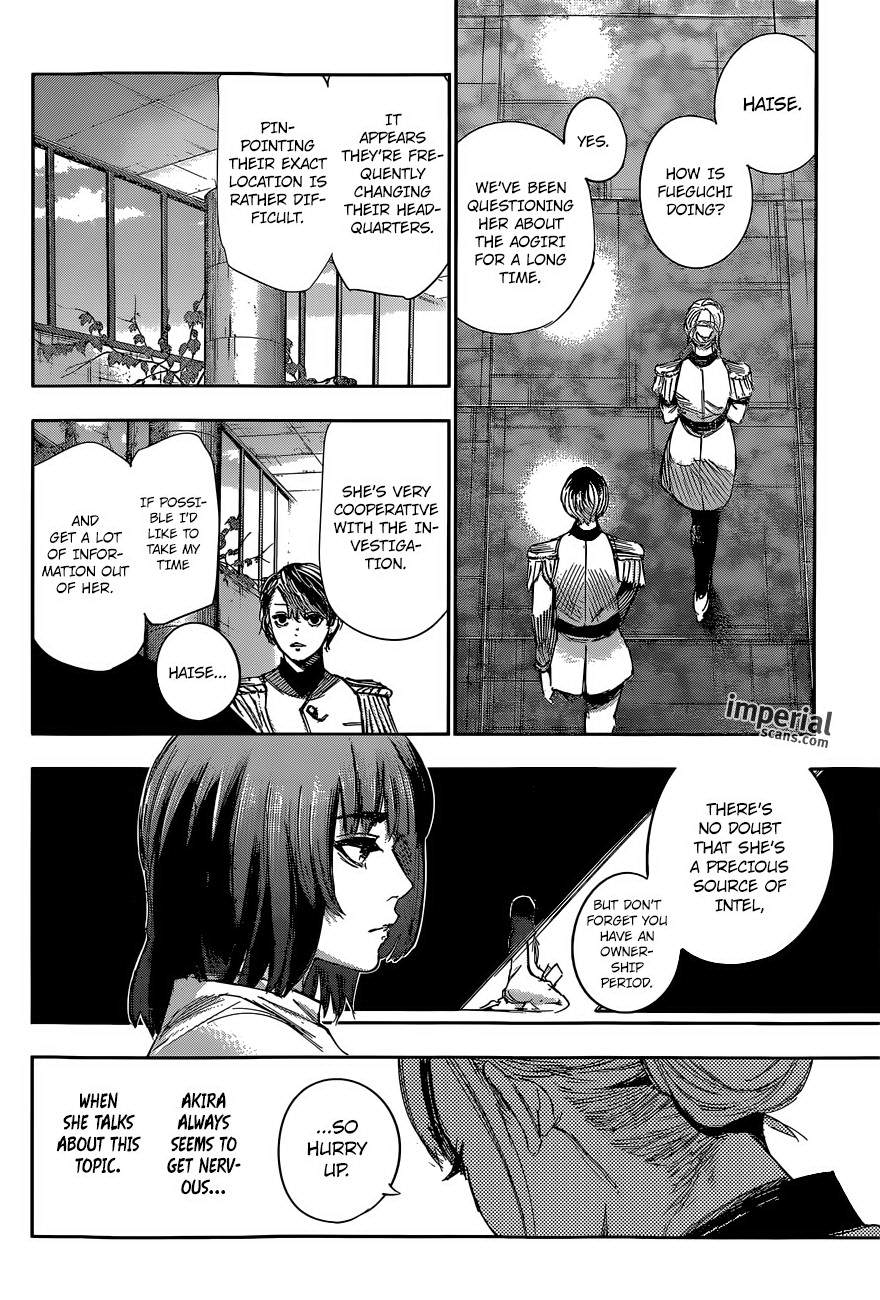 HAISE.
HOW IS
FUEGUCHI
DOING?
YES.
WE'VE BEEN
QUESTIONING
HER ABOUT
THE AOGIRI
FOR A LONG
TIME.
IT
APPEARS
THEY'RE FRE-
QUENTLY
CHANGING
THEIR HEAD-
QUARTERS.
PIN-
POINTING
THEIR EXACT
LOCATION IS
RATHER DIF-
FICULT.
SHE'S VERY
COOPERATIVE
WITH THE IN-
VESTIGA-
TION.
IF POSSI-
BLE I'D
LIKE TO
TAKE MY
TIME
AND
GET A LOT
OF INFOR-
MATION OUT
OF HER.
HAISE...
imperial
scans.com
THERE'S
NO DOUBT
THAT SHE'S
A PRECIOUS
SOURCE OF
INTEL,
BUT DON'T
FORGET YOU
HAVE AN
OWNER-
SHIP
PERIOD.
...SO
HURRY
UP.
AKIRA
ALWAYS
SEEMS TO
GET NERV-
OUS...
WHEN
SHE TALKS
ABOUT THIS
TOPIC.